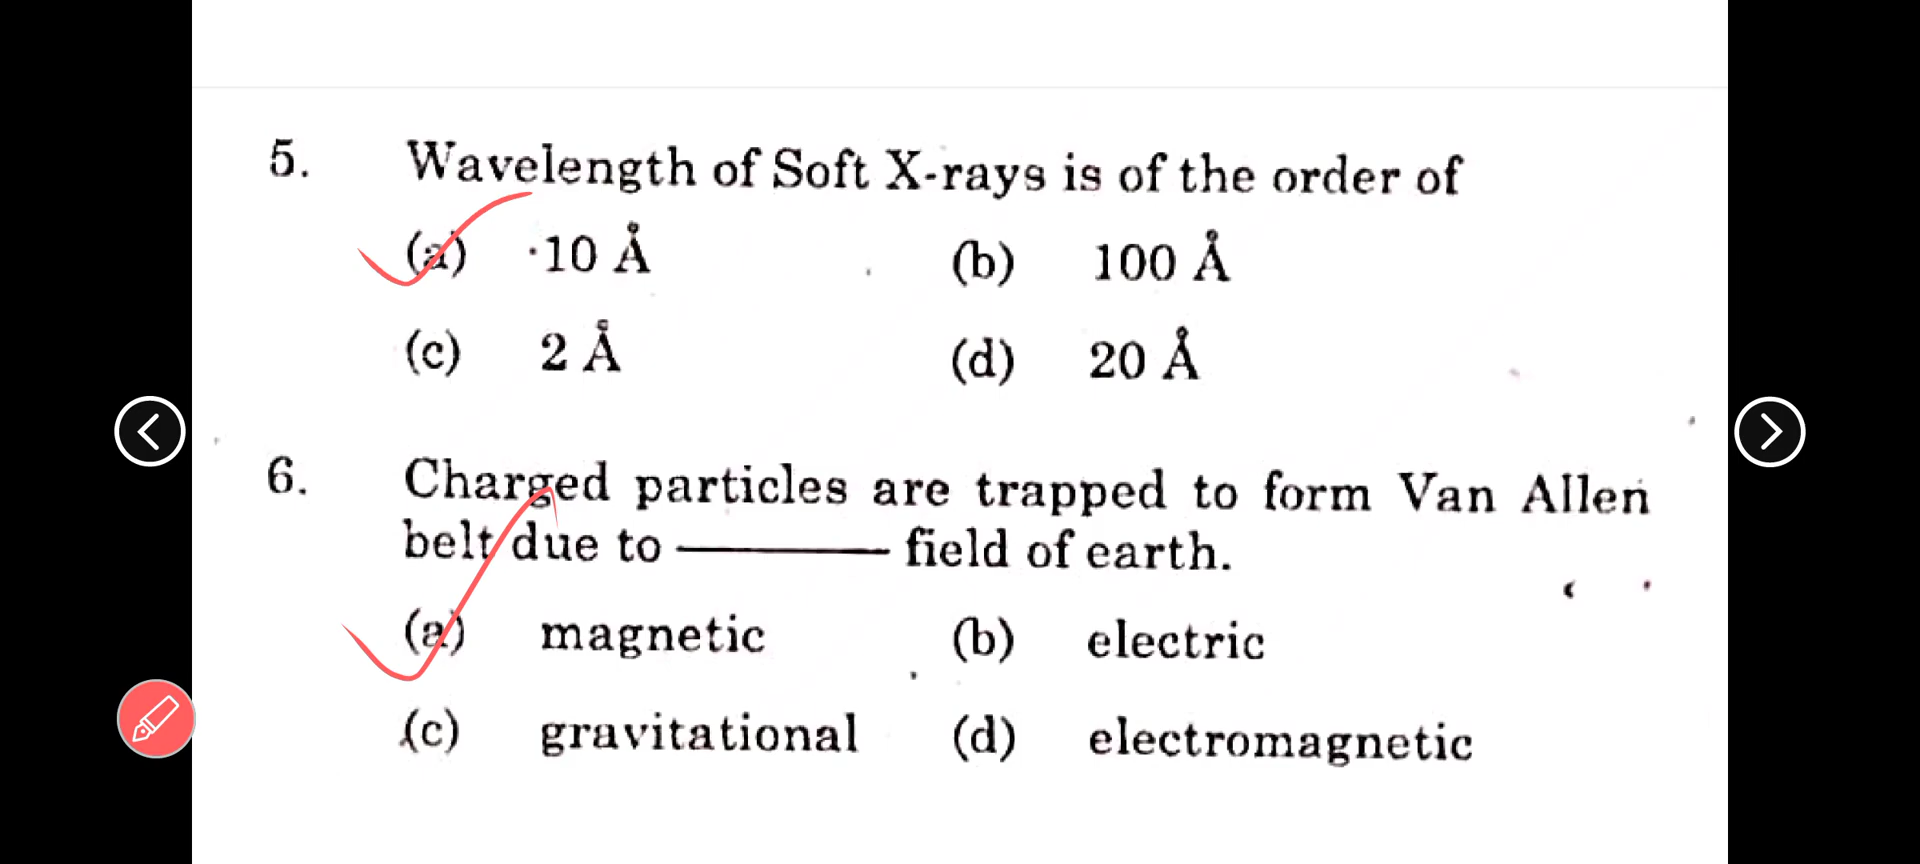 5. Wavelength of Soft X-rays is of the order of
(a) 10 Å (b) 100 Å
(c) 2 Å (d) 20 Å
6. Charged particles are trapped to form Van Allen
belt due to ———— field of earth.
(a) magnetic (b) electric
(c) gravitational (d) electromagnetic